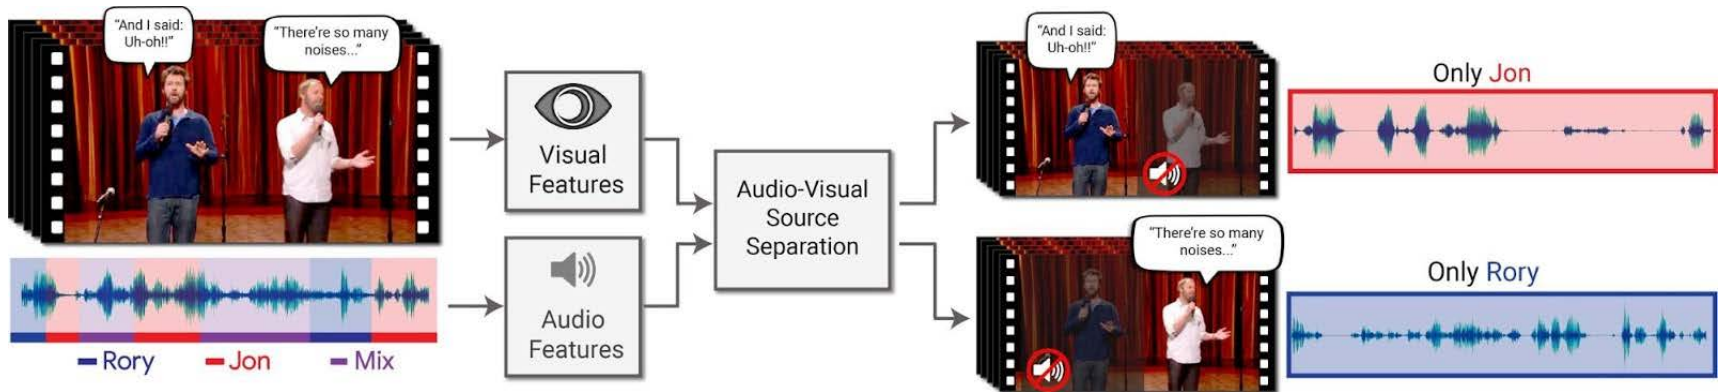 "And I said:
Uh-oh!!"
"There're so many
noises..."
Rory
Jon
Mix
Visual
Features
Audio
Features
Audio-Visual
Source
Separation
"And I said:
Uh-oh!!"
Only Jon
"There're so many
noises..."
Only Rory